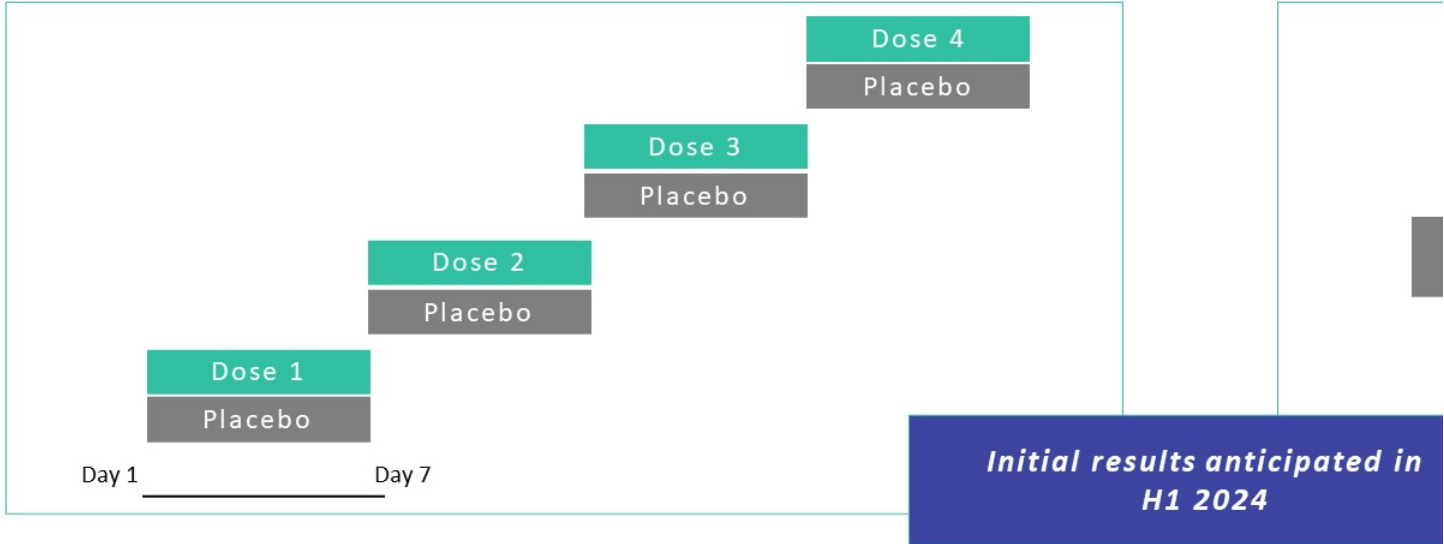 Dose 4
Placebo
Dose 3
Placebo
Dose 2
Placebo
Dose 1
Placebo
Day 1
Day 7
Initial results anticipated in
H1 2024